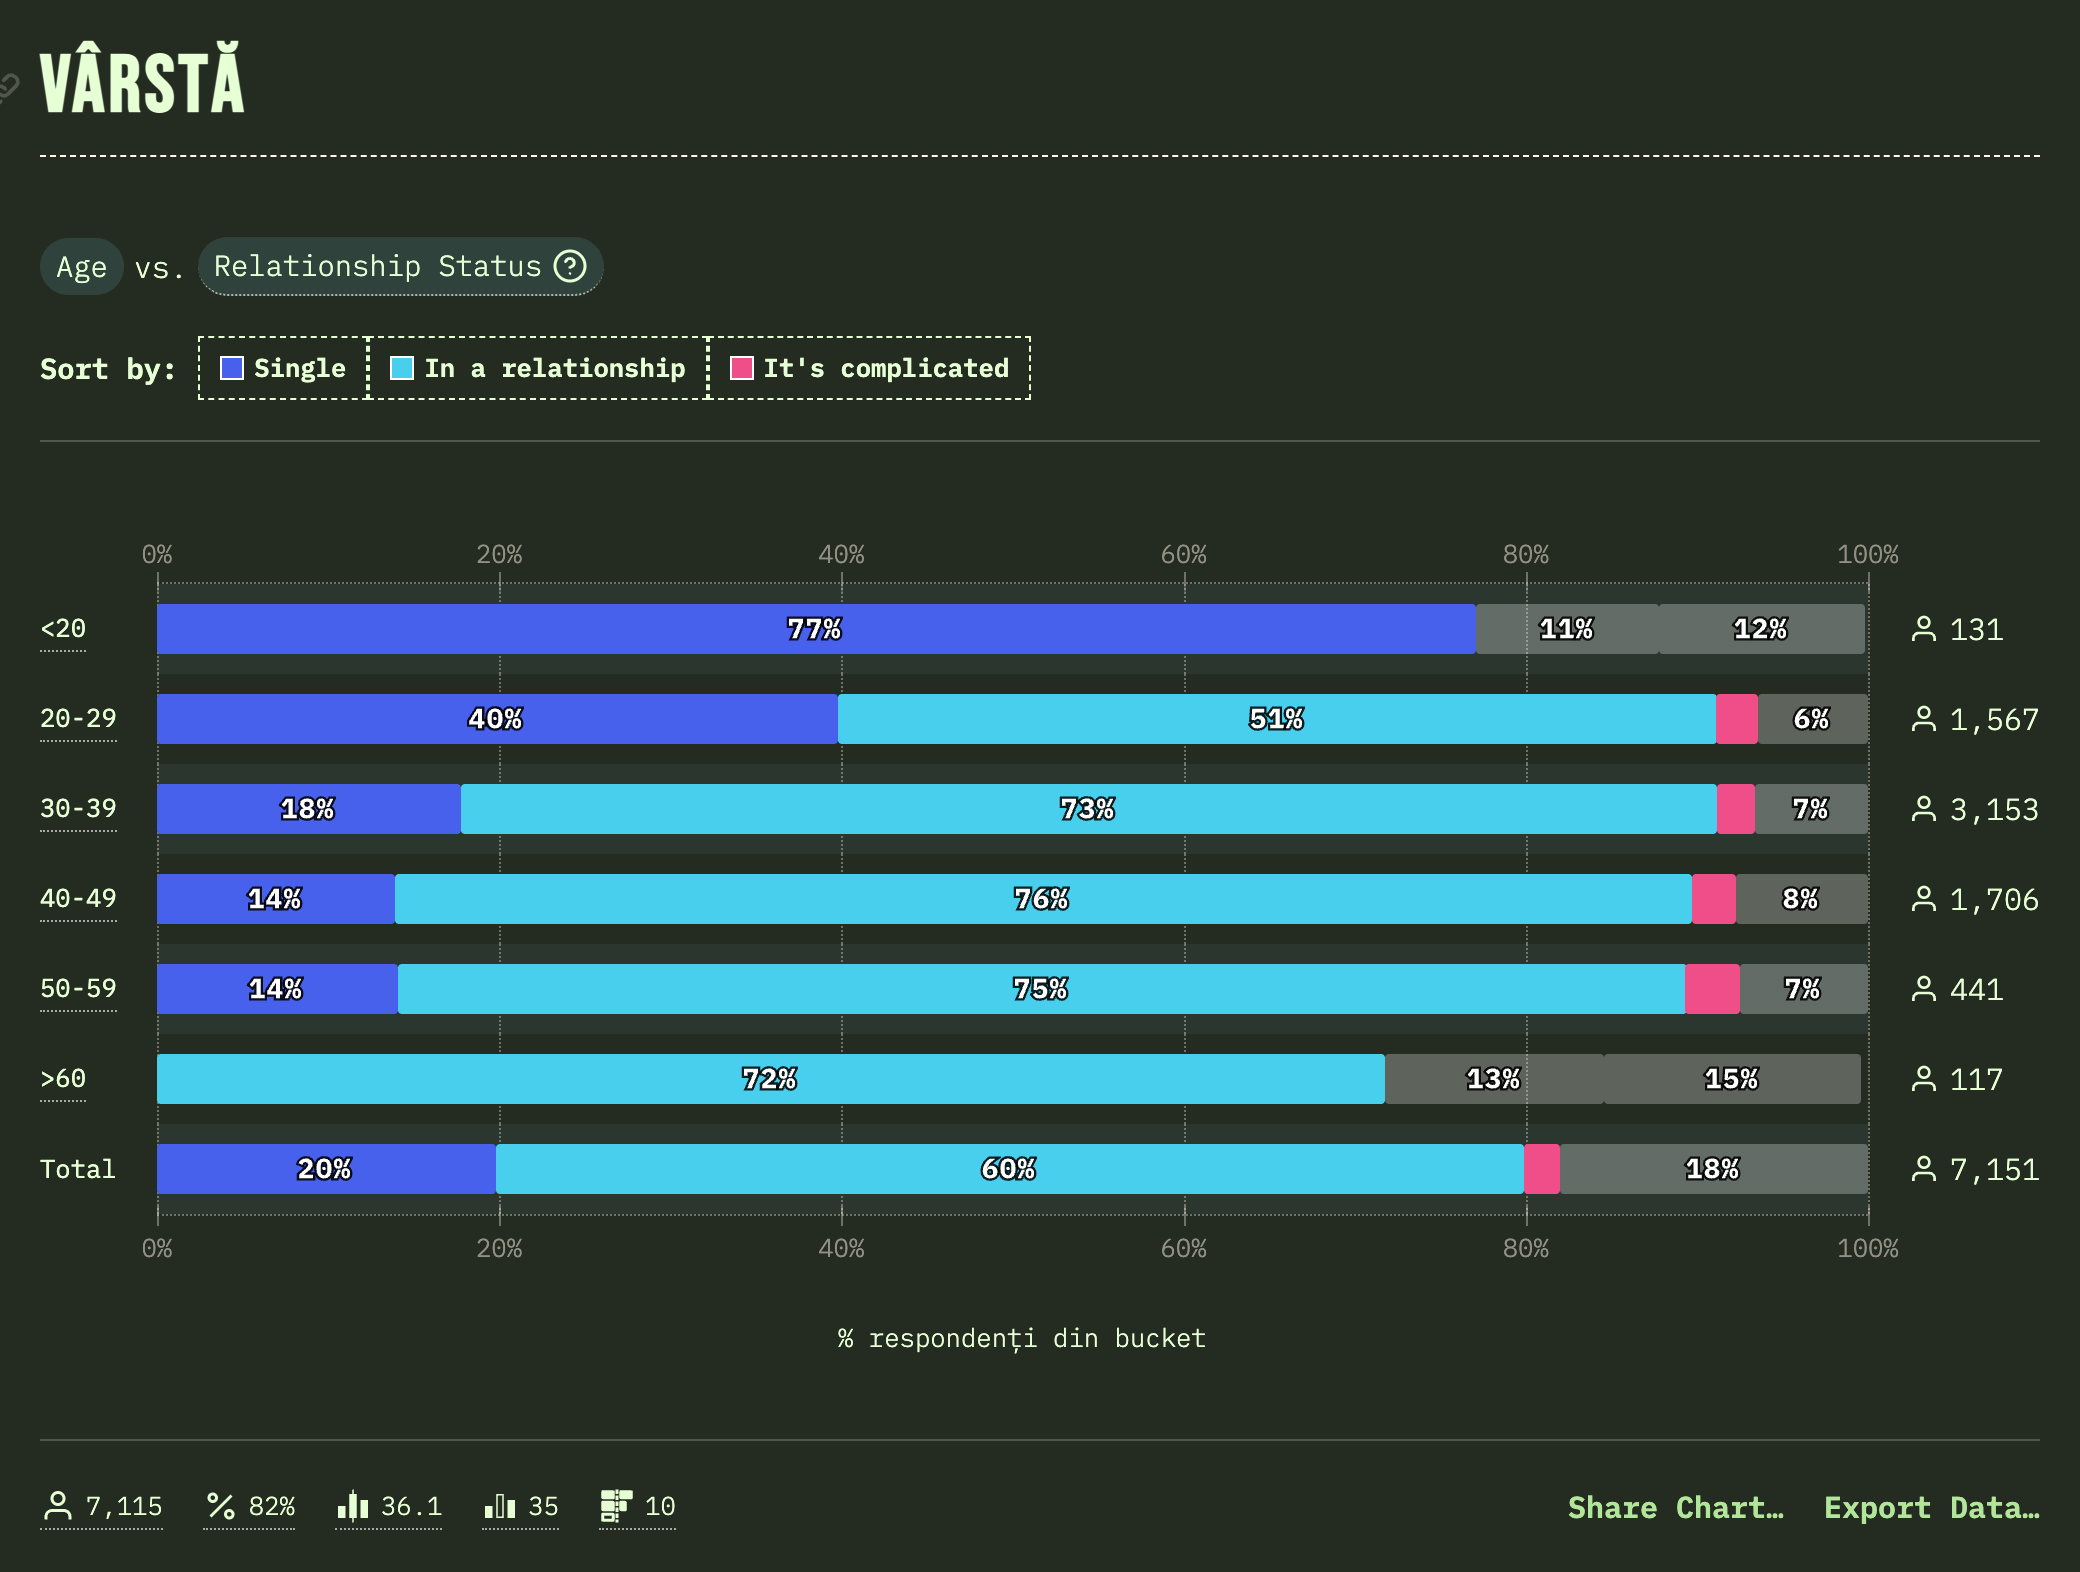 VÂRSTĂ
Age vs. Relationship Status ?
Sort by: Single In a relationship It's complicated
0% 20% 40% 60% 80% 100%
<20 77% 11% 12% 131
20-29 40% 51% 6% 1,567
30-39 18% 73% 7% 3,153
40-49 14% 76% 8% 1,706
50-59 14% 75% 7% 441
>60 72% 13% 15% 117
Total 20% 60% 18% 7,151
0% 20% 40% 60% 80% 100%
% respondenți din bucket
7,115 % 82% 36.1 35 10 Share Chart… Export Data…